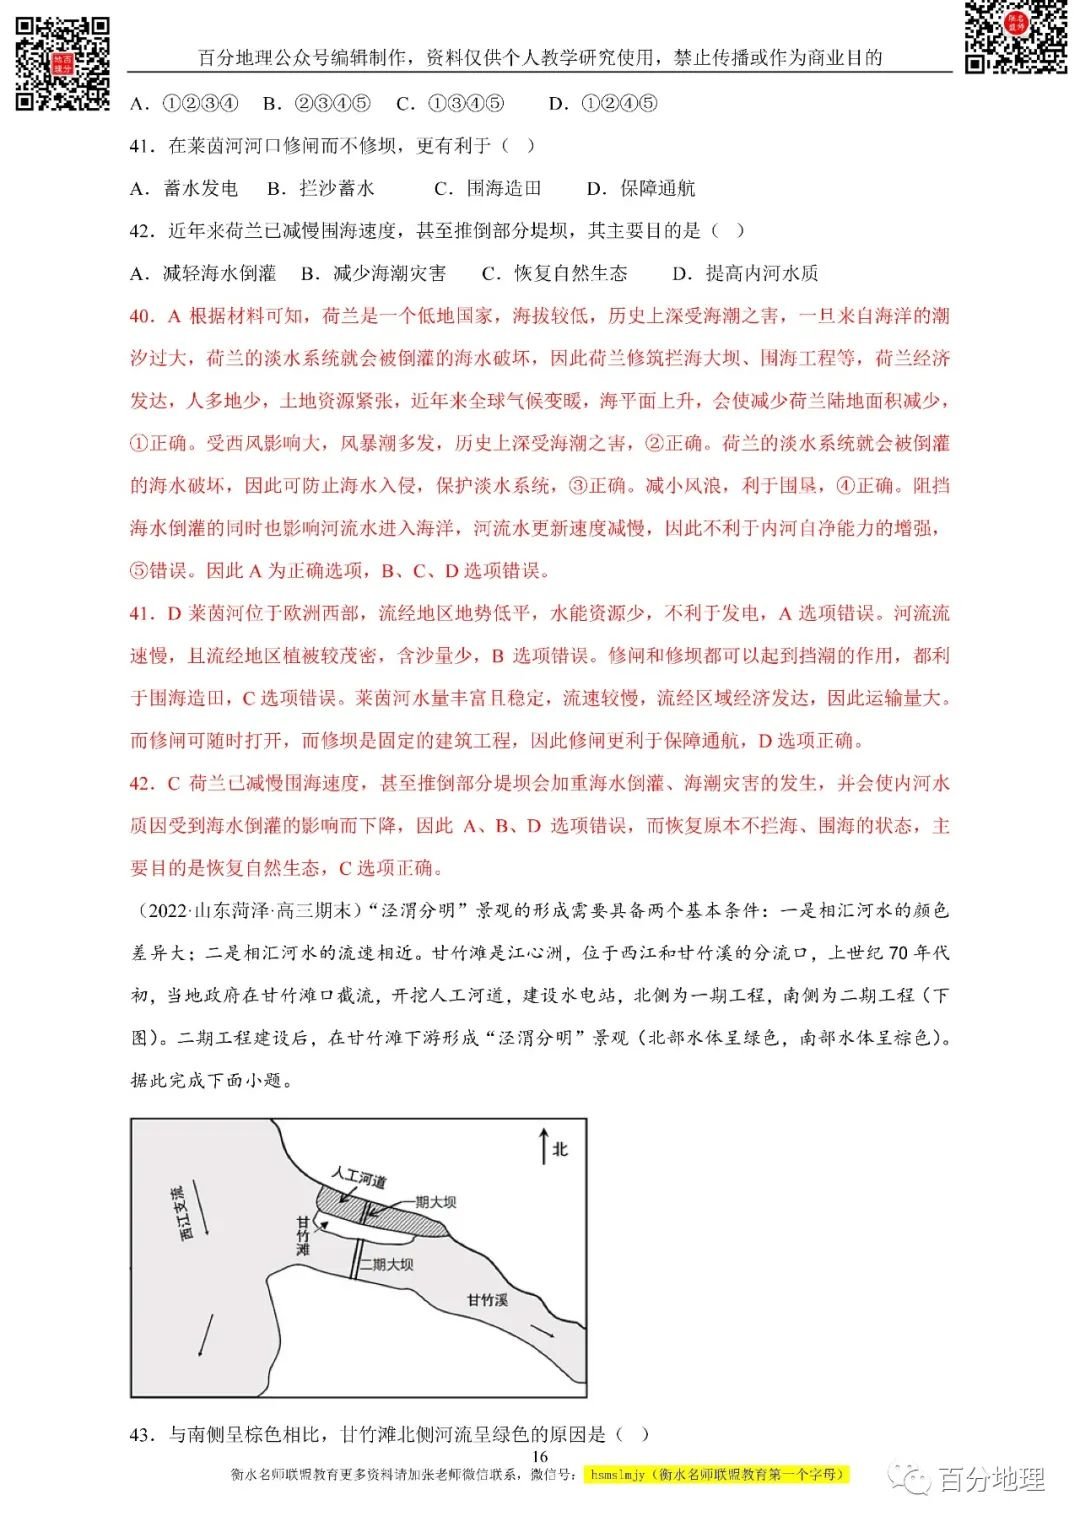 百分地理公众号编辑制作，资料仅供个人教学研究使用，禁止传播或作为商业目的
A．①②③④ B．②③④⑤ C．①③④⑤ D．①②④⑤
41．在莱茵河河口修闸而不修坝，更有利于（ ）
A．蓄水发电 B．拦沙蓄水 C．围海造田 D．保障通航
42．近年来荷兰已减慢围海速度，甚至推倒部分堤坝，其主要目的是（ ）
A．减轻海水倒灌 B．减少海潮灾害 C．恢复自然生态 D．提高内河水质
40．A 根据材料可知，荷兰是一个低地国家，海拔较低，历史上深受海潮之害，一旦来自海洋的潮
汐过大，荷兰的淡水系统就会被倒灌的海水破坏，因此荷兰修筑拦海大坝、围海工程等，荷兰经济
发达，人多地少，土地资源紧张，近年来全球气候变暖，海平面上升，会使减少荷兰陆地面积减少，
①正确。受西风影响大，风暴潮多发，历史上深受海潮之害，②正确。荷兰的淡水系统就会被倒灌
的海水破坏，因此可防止海水入侵，保护淡水系统，③正确。减小风浪，利于围垦，④正确。阻挡
海水倒灌的同时也影响河流水进入海洋，河流水更新速度减慢，因此不利于内河自净能力的增强，
⑤错误。因此 A 为正确选项，B、C、D 选项错误。
41．D 莱茵河位于欧洲西部，流经地区地势低平，水能资源少，不利于发电，A 选项错误。河流流
速慢，且流经地区植被较茂密，含沙量少，B 选项错误。修闸和修坝都可以起到挡潮的作用，都利
于围海造田，C 选项错误。莱茵河水量丰富且稳定，流速较慢，流经区域经济发达，因此运输量大。
而修闸可随时打开，而修坝是固定的建筑工程，因此修闸更利于保障通航，D 选项正确。
42．C 荷兰已减慢围海速度，甚至推倒部分堤坝会加重海水倒灌、海潮灾害的发生，并会使内河水
质因受到海水倒灌的影响而下降，因此 A、B、D 选项错误，而恢复原本不拦海、围海的状态，主
要目的是恢复自然生态，C 选项正确。
（2022·山东菏泽·高三期末）“泾渭分明”景观的形成需要具备两个基本条件：一是相汇河水的颜色
差异大；二是相汇河水的流速相近。甘竹滩是江心洲，位于西江和甘竹溪的分流口，上世纪 70 年代
初，当地政府在甘竹滩口截流，开挖人工河道，建设水电站，北侧为一期工程，南侧为二期工程（下
图）。二期工程建设后，在甘竹滩下游形成“泾渭分明”景观（北部水体呈绿色，南部水体呈棕色）。
据此完成下面小题。
北
人工河道
一期大坝
西江支流
甘竹滩
二期大坝
甘竹溪
43．与南侧呈棕色相比，甘竹滩北侧河流呈绿色的原因是（ ）
16
衡水名师联盟教育更多资料请加张老师微信联系，微信号：hsmslmjy（衡水名师联盟教育第一个字母）
百分地理